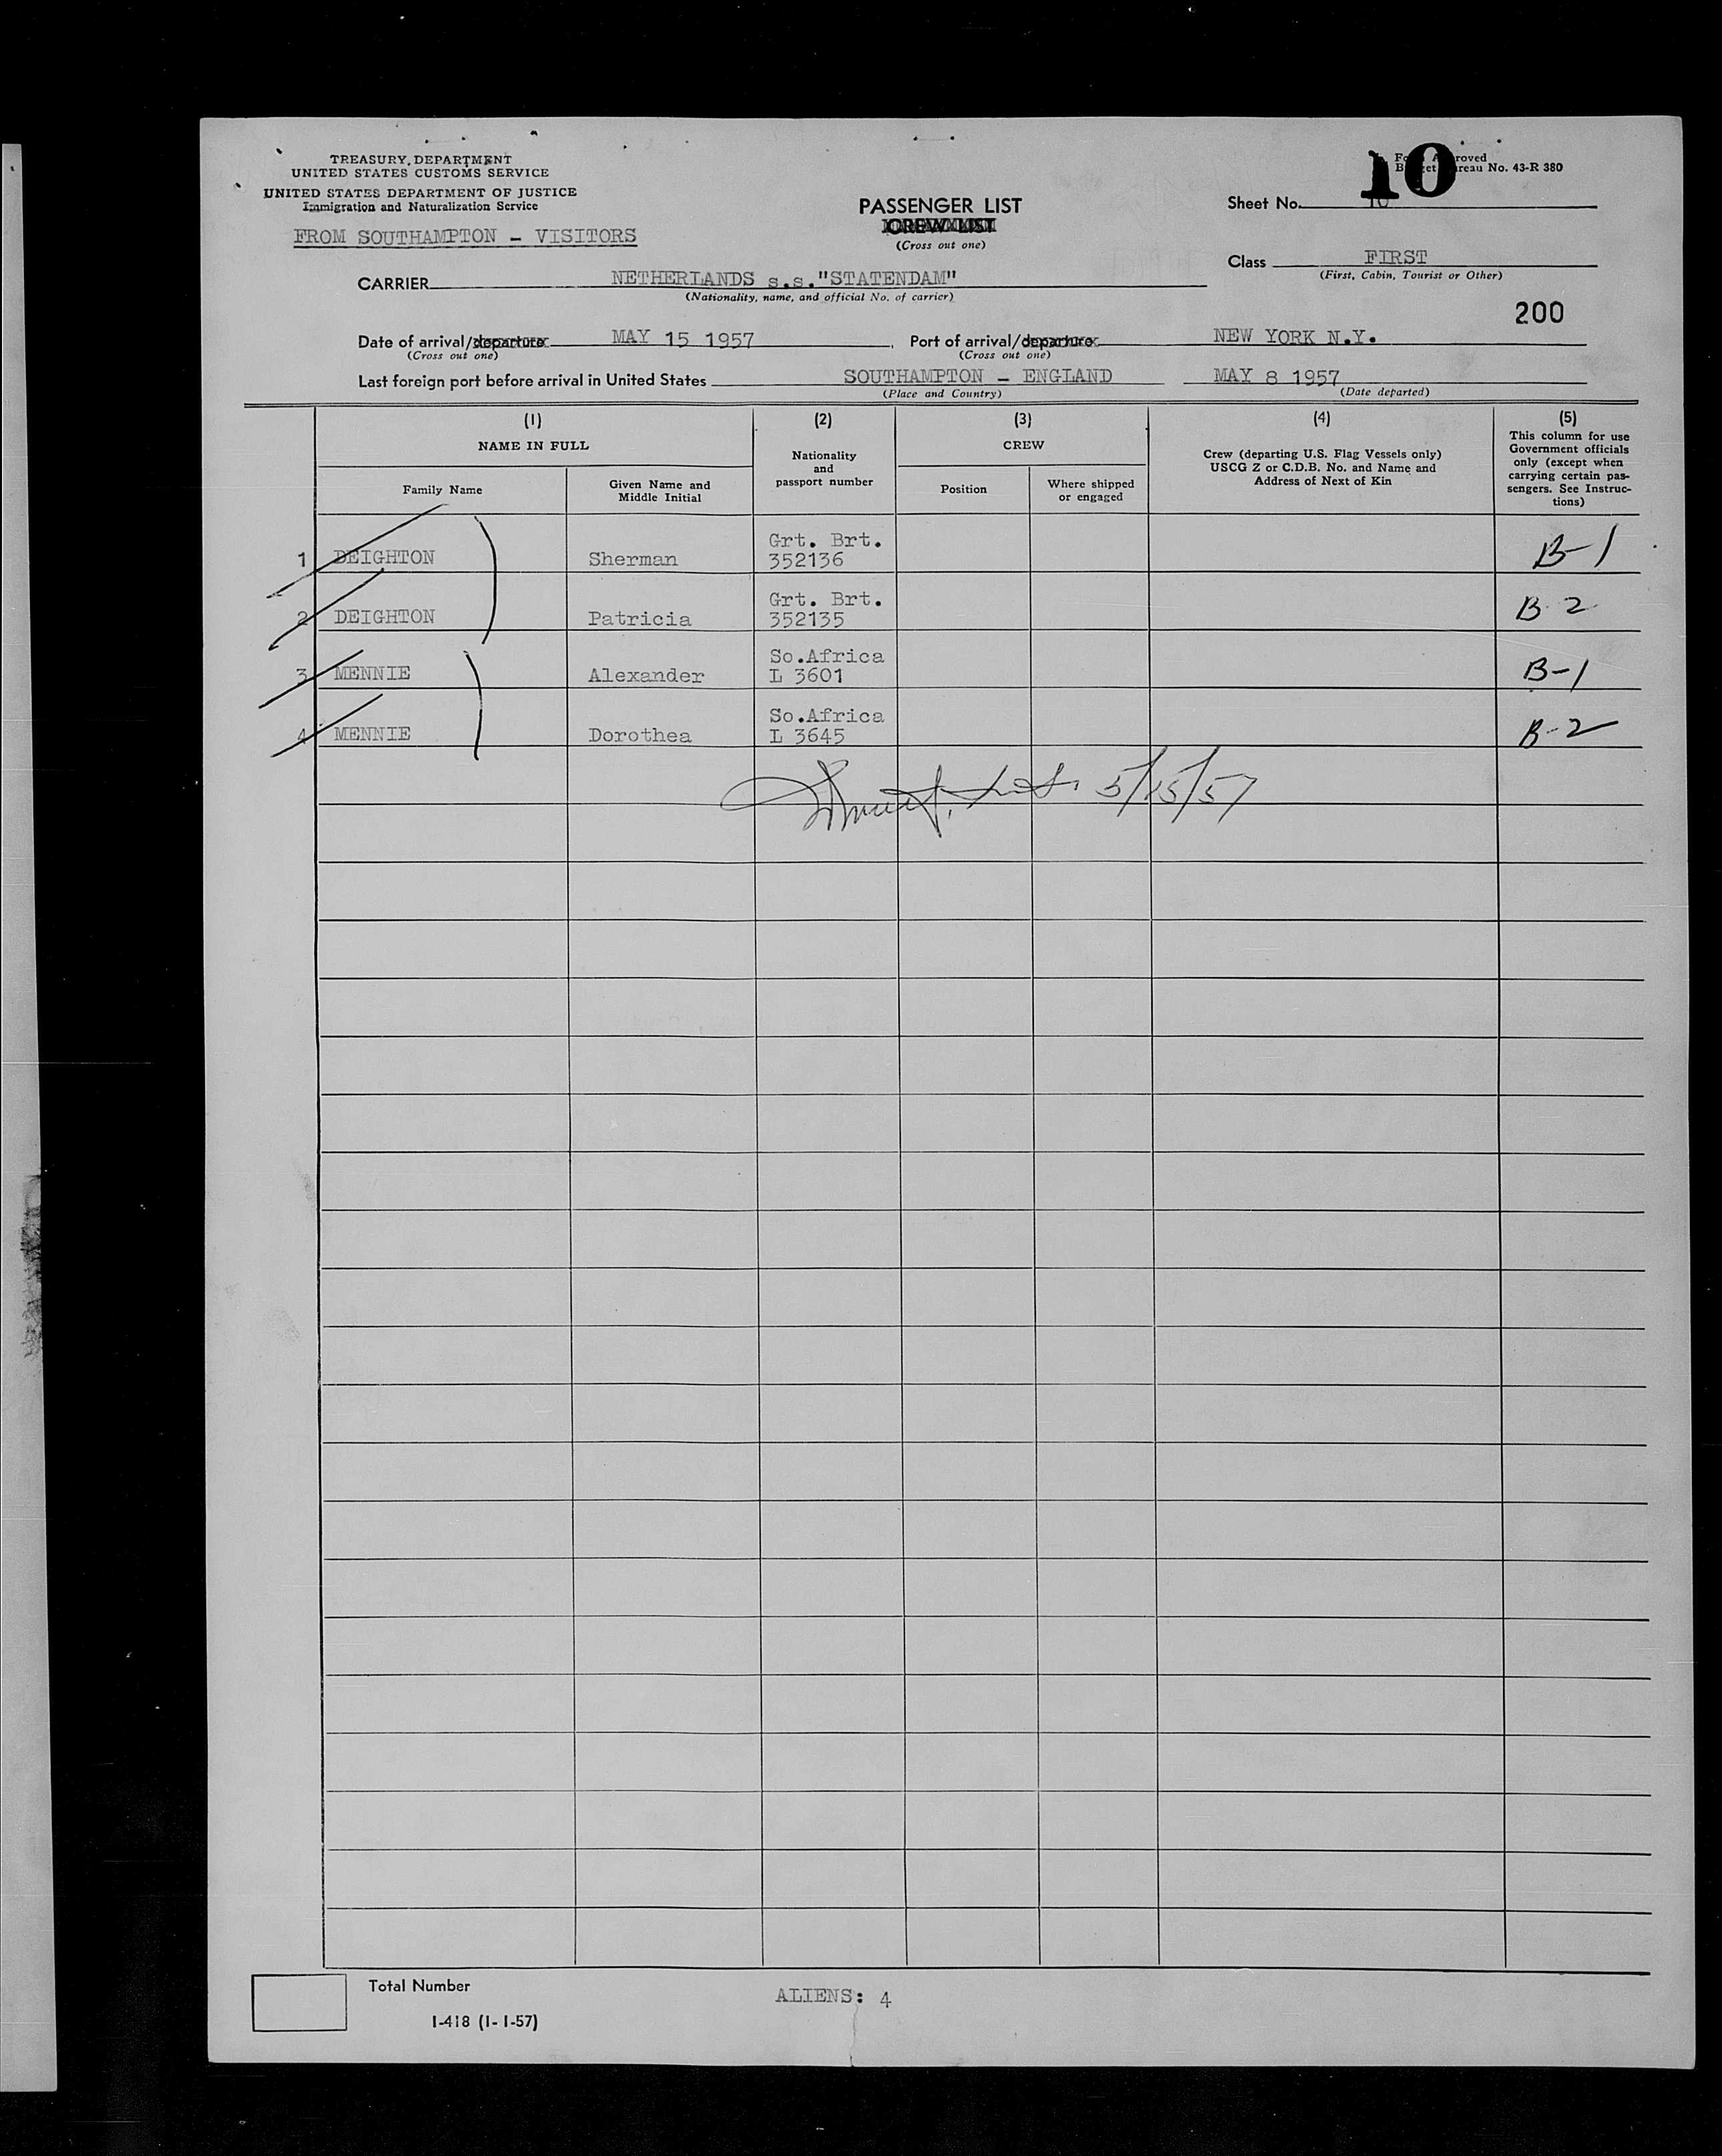 TREASURY DEPARTMENT
UNITED STATES CUSTOMS SERVICE
UNITED STATES DEPARTMENT OF JUSTICE
Immigration and Naturalization Service
FROM SOUTHAMPTON - VISITORS
PASSENGER LIST
CREW LIST
(Cross out one)
10
Form Approved
Budget Bureau No. 43-R 380
Sheet No. 10
Class FIRST
(First, Cabin, Tourist or Other)
CARRIER NETHERLANDS s.s."STATENDAM"
(Nationality, name, and official No. of carrier)
200
Date of arrival/departure MAY 15 1957, Port of arrival/departure NEW YORK N.Y.
(Cross out one) (Cross out one)
Last foreign port before arrival in United States SOUTHAMPTON - ENGLAND MAY 8 1957
(Place and Country) (Date departed)
(1) (2) (3) (4) (5)
NAME IN FULL
Family Name
Given Name and
Middle Initial
Nationality
and
passport number
CREW
Position
Where shipped
or engaged
Crew (departing U.S. Flag Vessels only)
USCG Z or C.D.B. No. and Name and
Address of Next of Kin
This column for use
Government officials
only (except when
carrying certain pas-
sengers. See Instruc-
tions)
1 DEIGHTON Sherman Grt. Brt. B-1
352136
2 DEIGHTON Patricia Grt. Brt. B-2
352135
3 MENNIE Alexander So.Africa B-1
L 3601
4 MENNIE Dorothea So.Africa B-2
L 3645
5/15/57
Total Number
ALIENS: 4
I-418 (1-1-57)